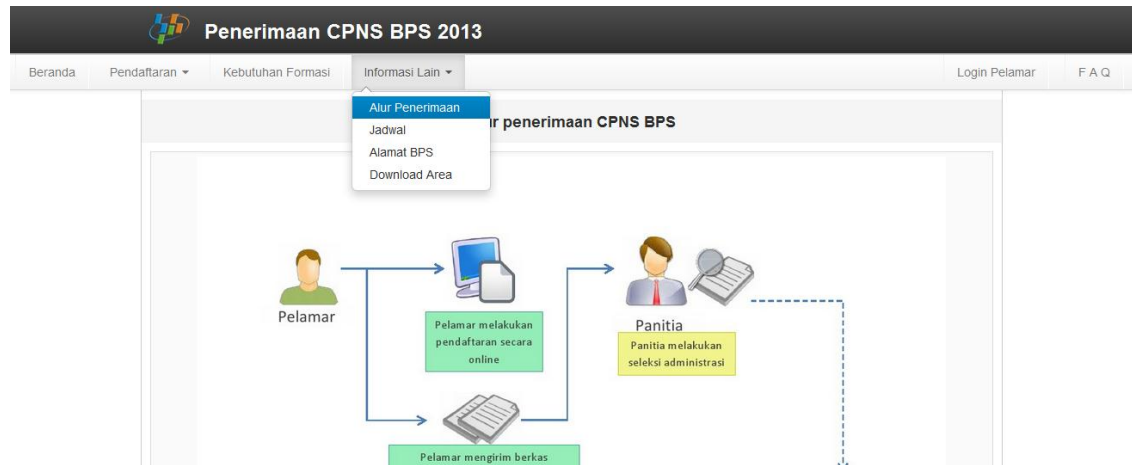 Penerimaan CPNS BPS 2013
Beranda Pendaftaran Kebutuhan Formasi Informasi Lain Login Pelamar F A Q
Alur Penerimaan
Jadwal
Alamat BPS
Download Area
penerimaan CPNS BPS
Pelamar
Pelamar melakukan
pendaftaran secara
online
Panitia
Panitia melakukan
seleksi administrasi
Pelamar mengirim berkas